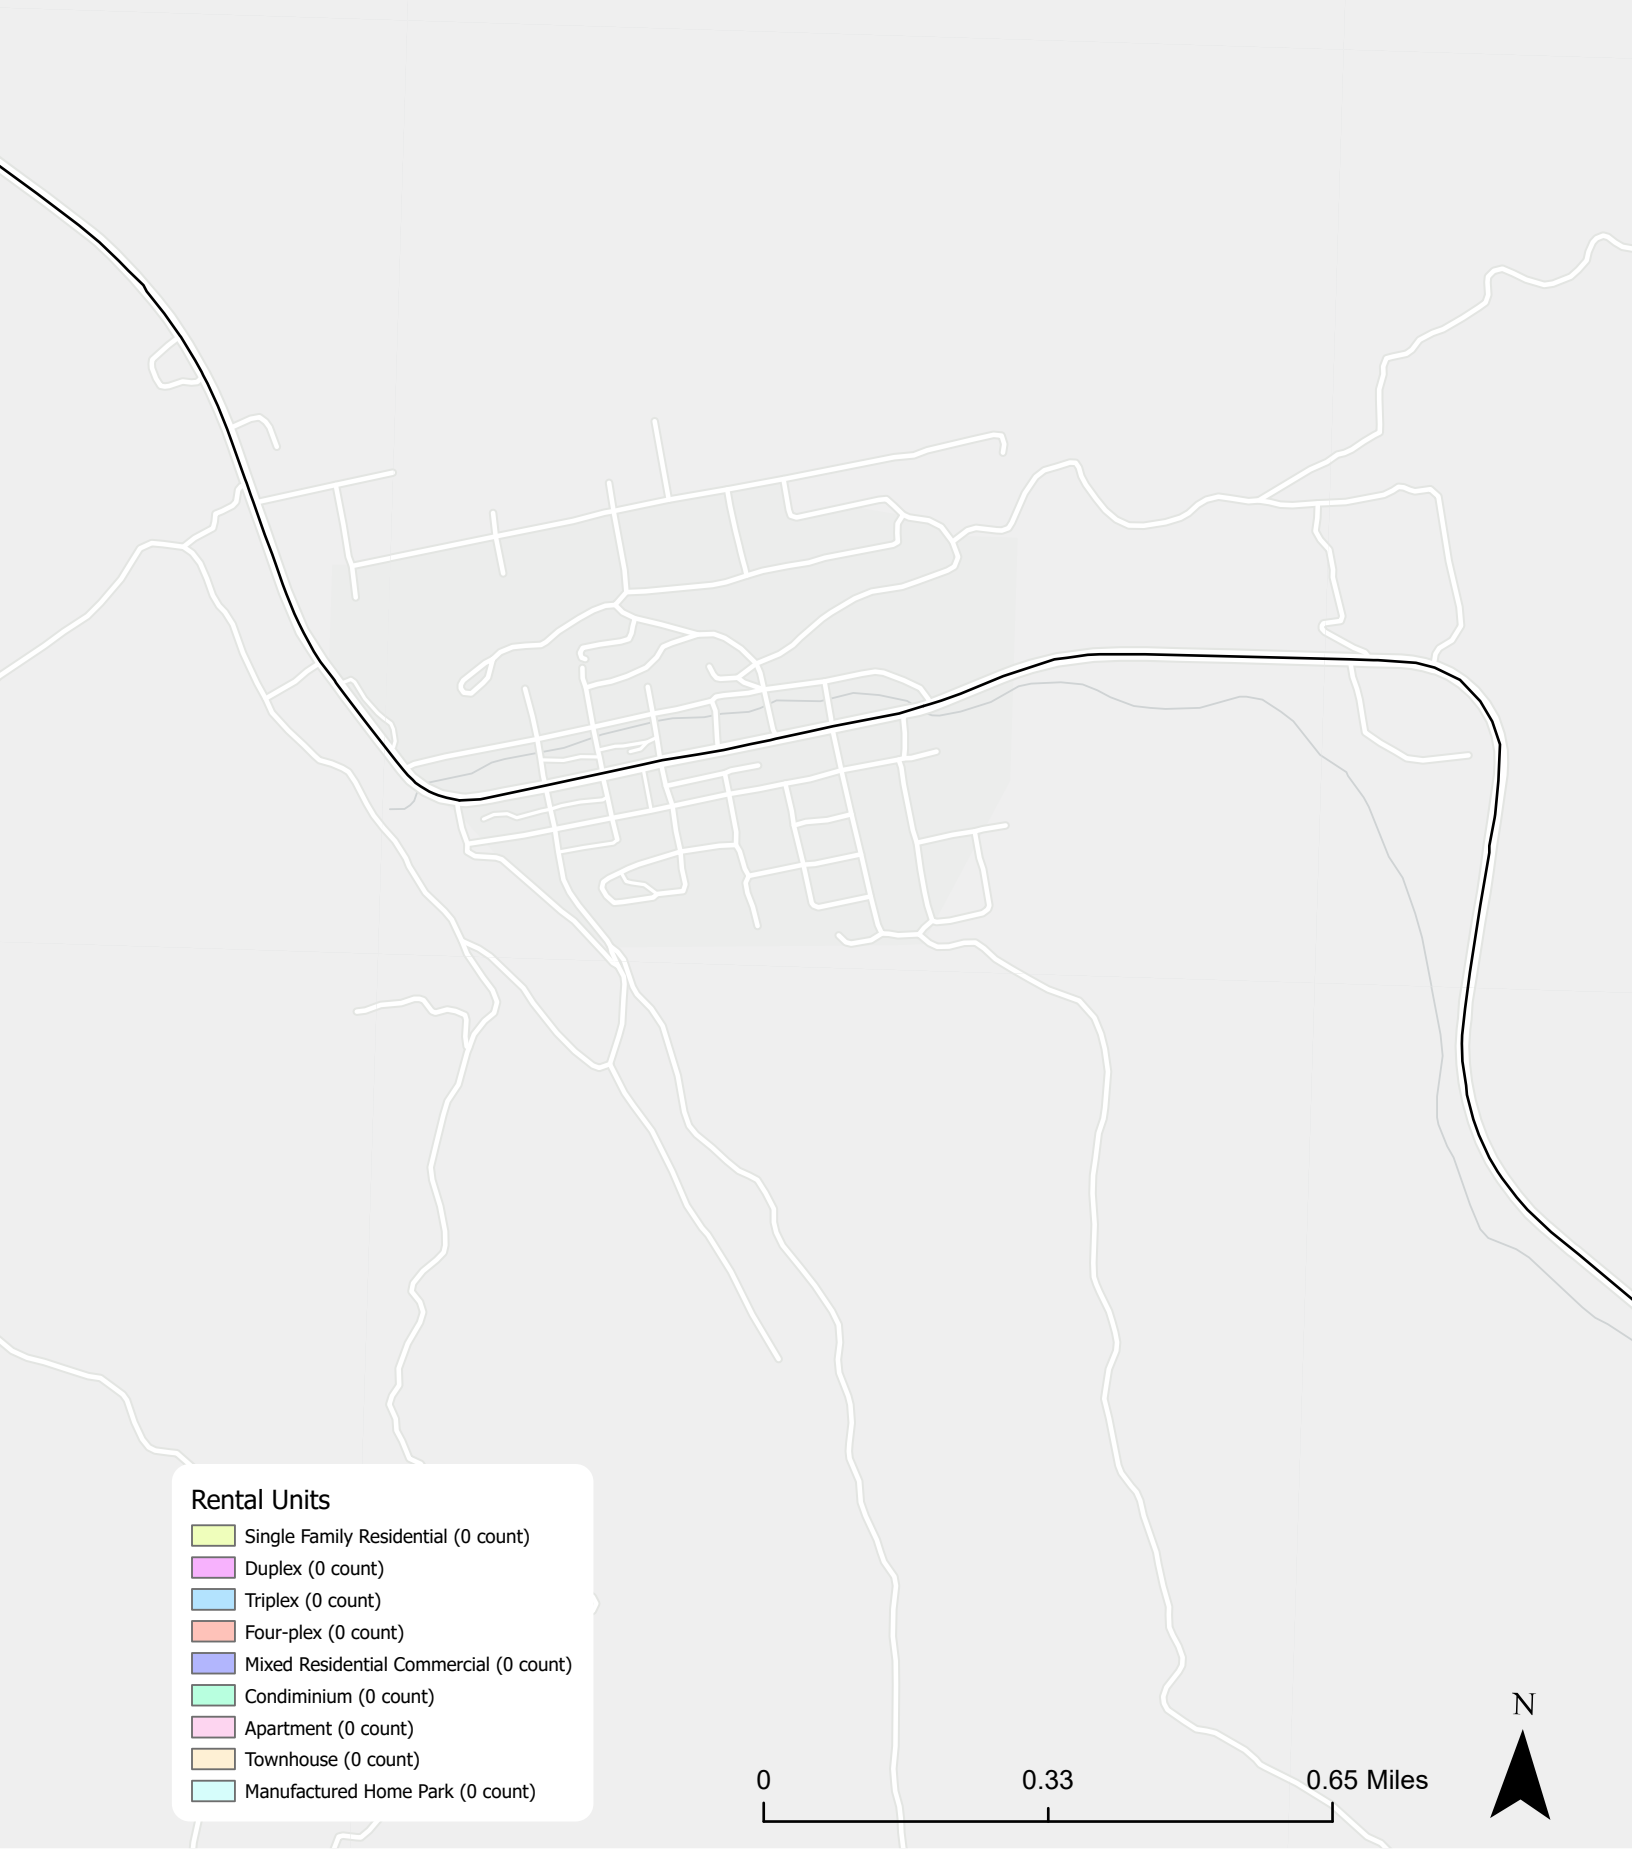 Rental Units
Single Family Residential (0 count)
Duplex (0 count)
Triplex (0 count)
Four-plex (0 count)
Mixed Residential Commercial (0 count)
Condiminium (0 count)
Apartment (0 count)
Townhouse (0 count)
Manufactured Home Park (0 count)
0 0.33 0.65 Miles
N